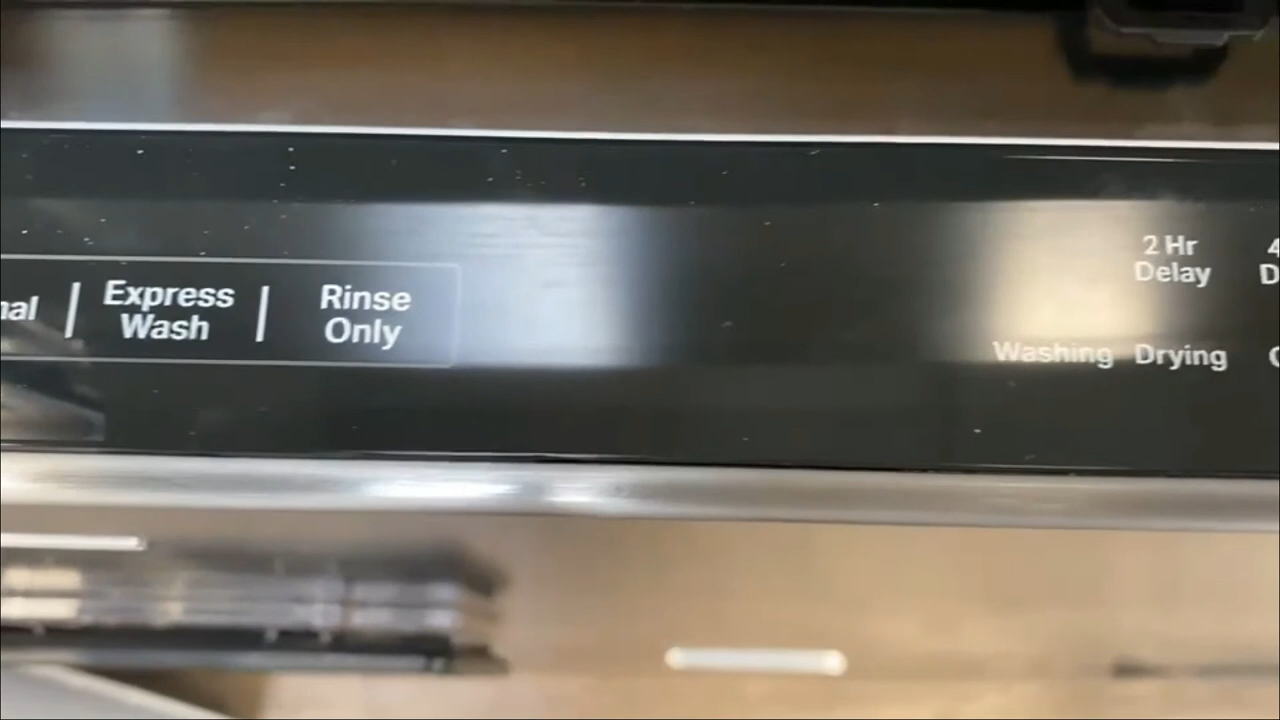 Express
Wash
Rinse
Only
2 Hr
Delay
Washing Drying